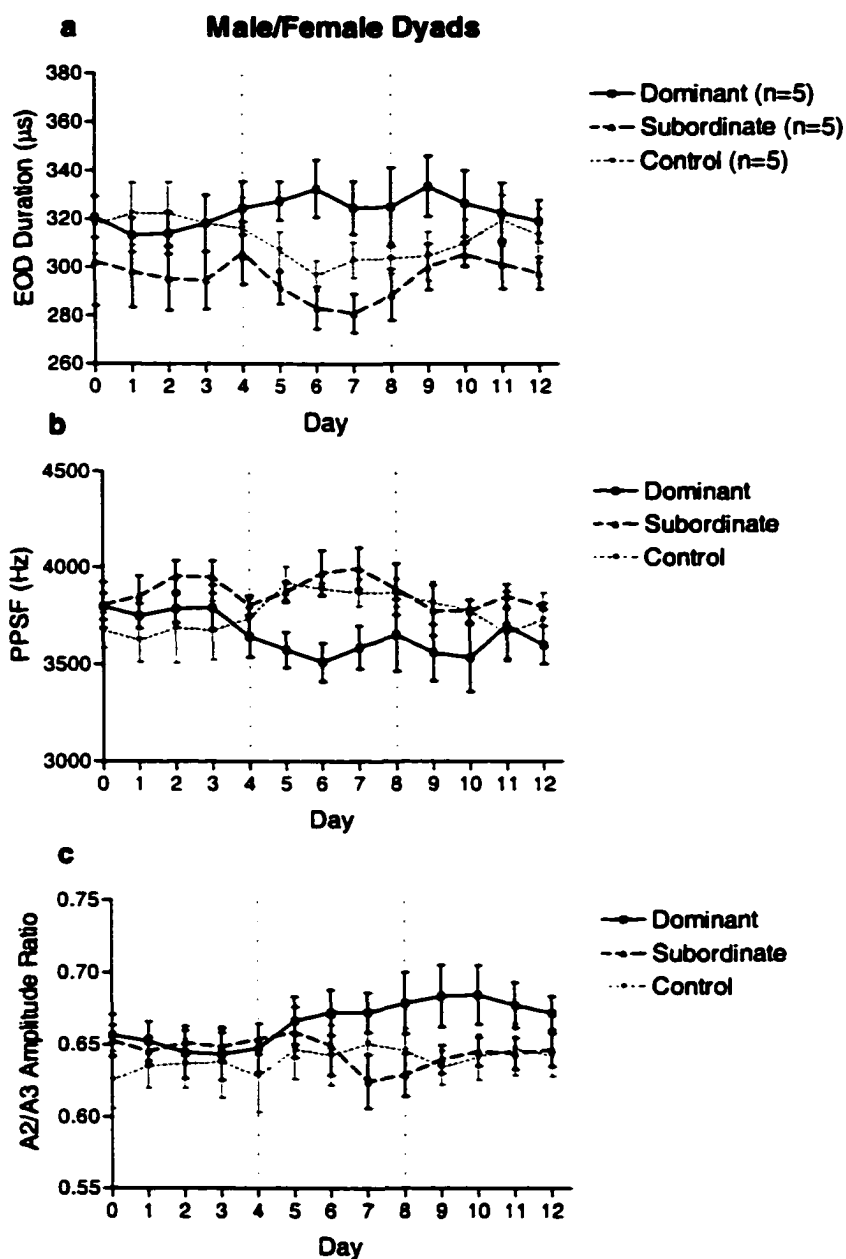 a Male/Female Dyads
380
360
340
320
300
280
260
EOD Duration (µs)
0 1 2 3 4 5 6 7 8 9 10 11 12
Day
Dominant (n=5)
Subordinate (n=5)
Control (n=5)
b
4500
4000
3500
3000
PPSF (Hz)
0 1 2 3 4 5 6 7 8 9 10 11 12
Day
Dominant
Subordinate
Control
c
0.75
0.70
0.65
0.60
0.55
A2/A3 Amplitude Ratio
0 1 2 3 4 5 6 7 8 9 10 11 12
Day
Dominant
Subordinate
Control